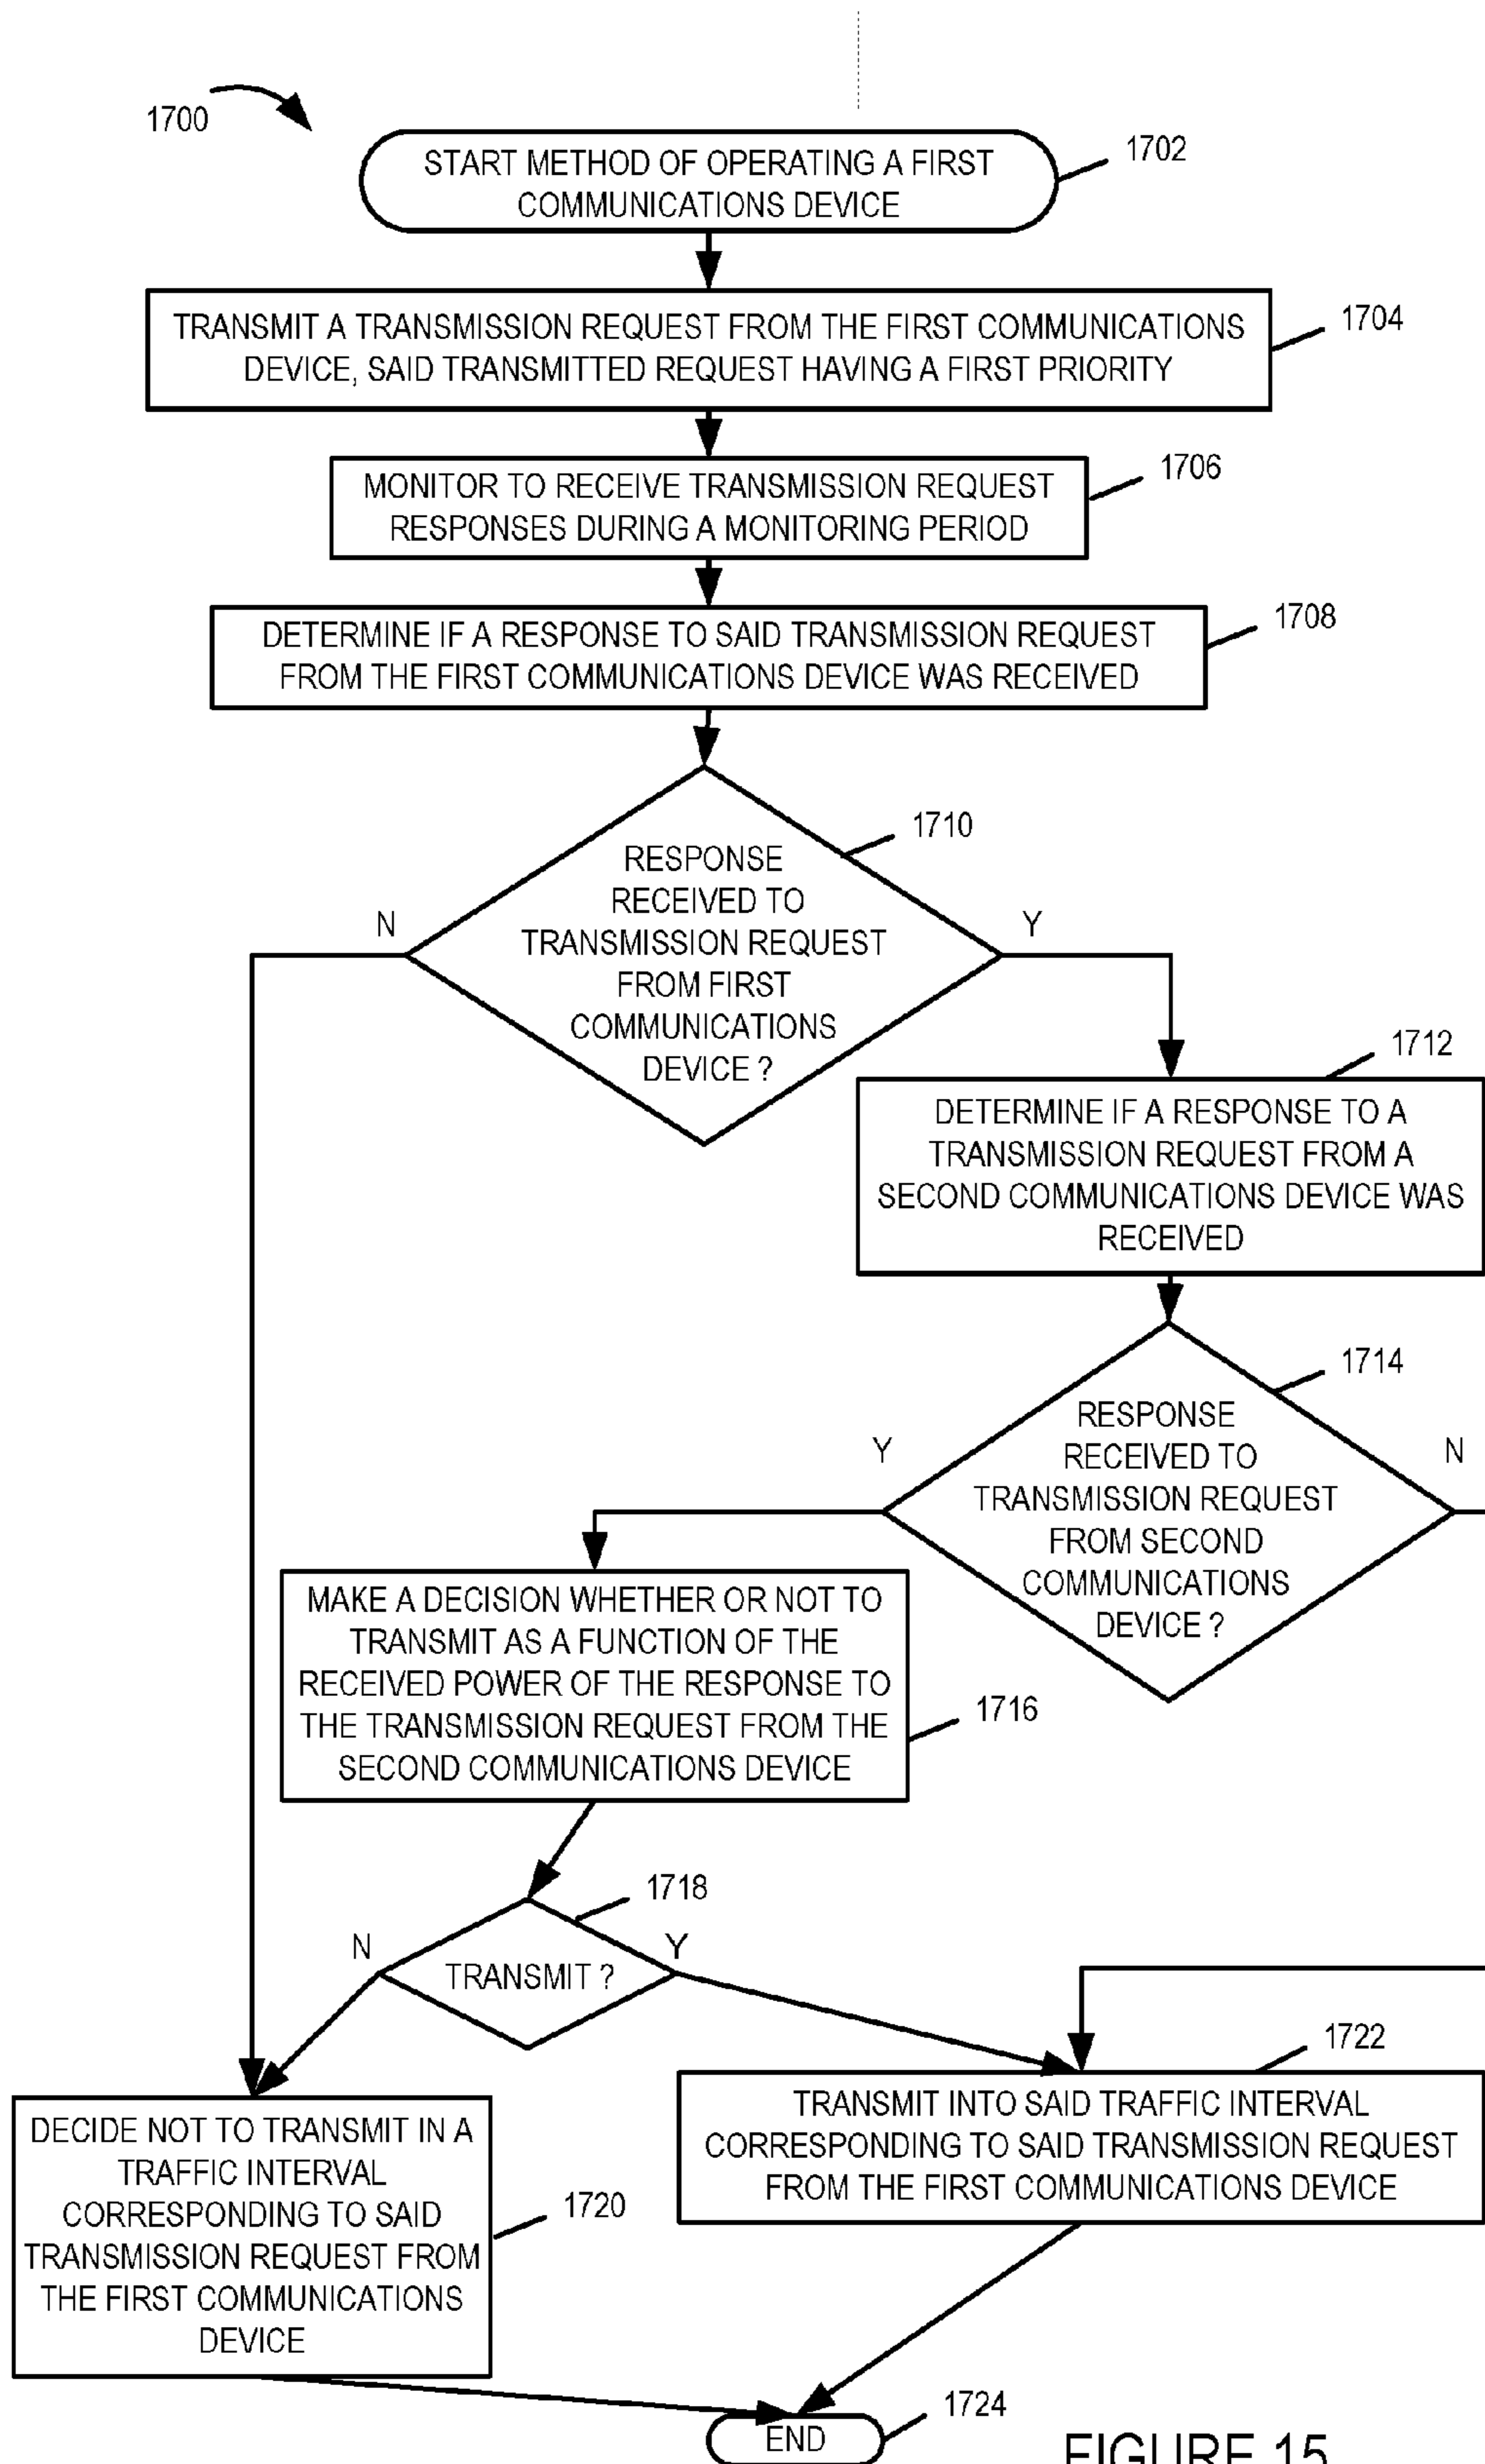 1700
START METHOD OF OPERATING A FIRST
COMMUNICATIONS DEVICE
1702
TRANSMIT A TRANSMISSION REQUEST FROM THE FIRST COMMUNICATIONS
DEVICE, SAID TRANSMITTED REQUEST HAVING A FIRST PRIORITY
1704
MONITOR TO RECEIVE TRANSMISSION REQUEST
RESPONSES DURING A MONITORING PERIOD
1706
DETERMINE IF A RESPONSE TO SAID TRANSMISSION REQUEST
FROM THE FIRST COMMUNICATIONS DEVICE WAS RECEIVED
1708
1710
RESPONSE
RECEIVED TO
TRANSMISSION REQUEST
FROM FIRST
COMMUNICATIONS
DEVICE ?
N
Y
1712
DETERMINE IF A RESPONSE TO A
TRANSMISSION REQUEST FROM A
SECOND COMMUNICATIONS DEVICE WAS
RECEIVED
1714
RESPONSE
RECEIVED TO
TRANSMISSION REQUEST
FROM SECOND
COMMUNICATIONS
DEVICE ?
Y
N
MAKE A DECISION WHETHER OR NOT TO
TRANSMIT AS A FUNCTION OF THE
RECEIVED POWER OF THE RESPONSE TO
THE TRANSMISSION REQUEST FROM THE
SECOND COMMUNICATIONS DEVICE
1716
1718
N
Y
TRANSMIT ?
1722
TRANSMIT INTO SAID TRAFFIC INTERVAL
CORRESPONDING TO SAID TRANSMISSION REQUEST
FROM THE FIRST COMMUNICATIONS DEVICE
DECIDE NOT TO TRANSMIT IN A
TRAFFIC INTERVAL
CORRESPONDING TO SAID
TRANSMISSION REQUEST FROM
THE FIRST COMMUNICATIONS
DEVICE
1720
END
1724
FIGURE 15